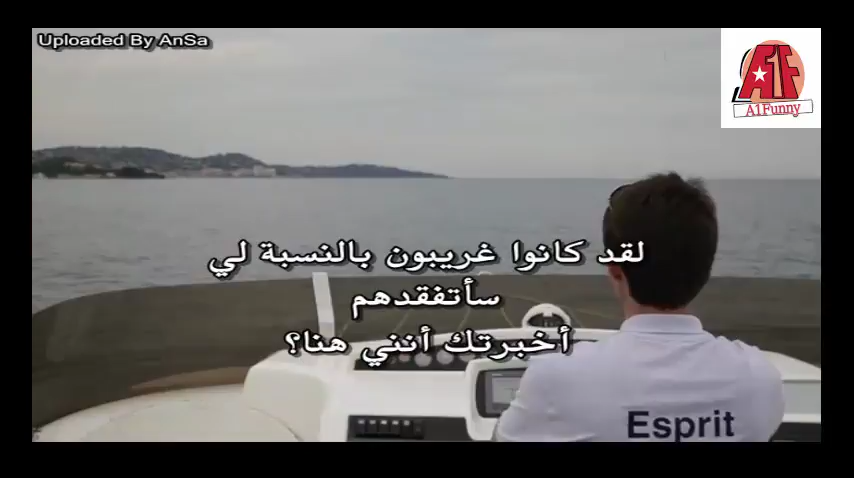 Uploaded By AnSa
A1F
A1Funny
لقد كانوا غريبون بالنسبة لي
سأتفقدهم
أخبرتك أنني هنا؟
Esprit